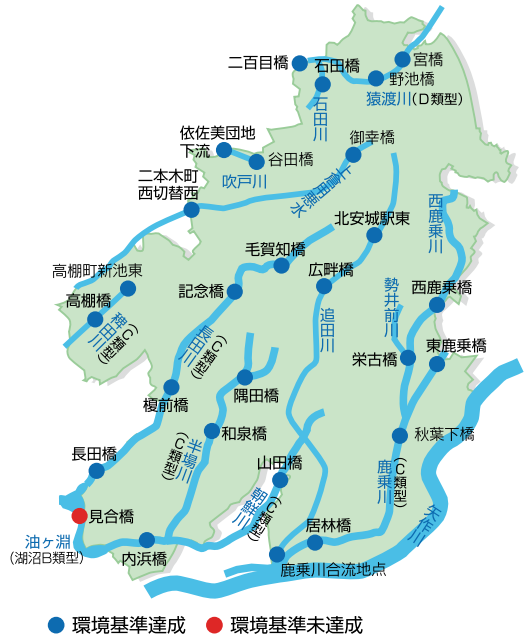 二百目橋
石田橋
宮橋
野池橋
猿渡川(D類型)
石田川
御幸橋
依佐美団地
下流
谷田橋
吹戸川
二本木町
西切替西
上倉用悪水
西鹿乗川
北安城駅東
毛賀知橋
高棚町新池東
広畔橋
勢井前川
西鹿乗橋
高棚橋
記念橋
稗田川
(C類型)
追田川
長田川
(C類型)
栄古橋
東鹿乗橋
隅田橋
榎前橋
和泉橋
秋葉下橋
半場川
(C類型)
長田橋
山田橋
鹿乗川
(C類型)
朝鮮川
(C類型)
矢作川
見合橋
居林橋
油ヶ淵
(湖沼B類型)
内浜橋
鹿乗川合流地点
環境基準達成
環境基準未達成